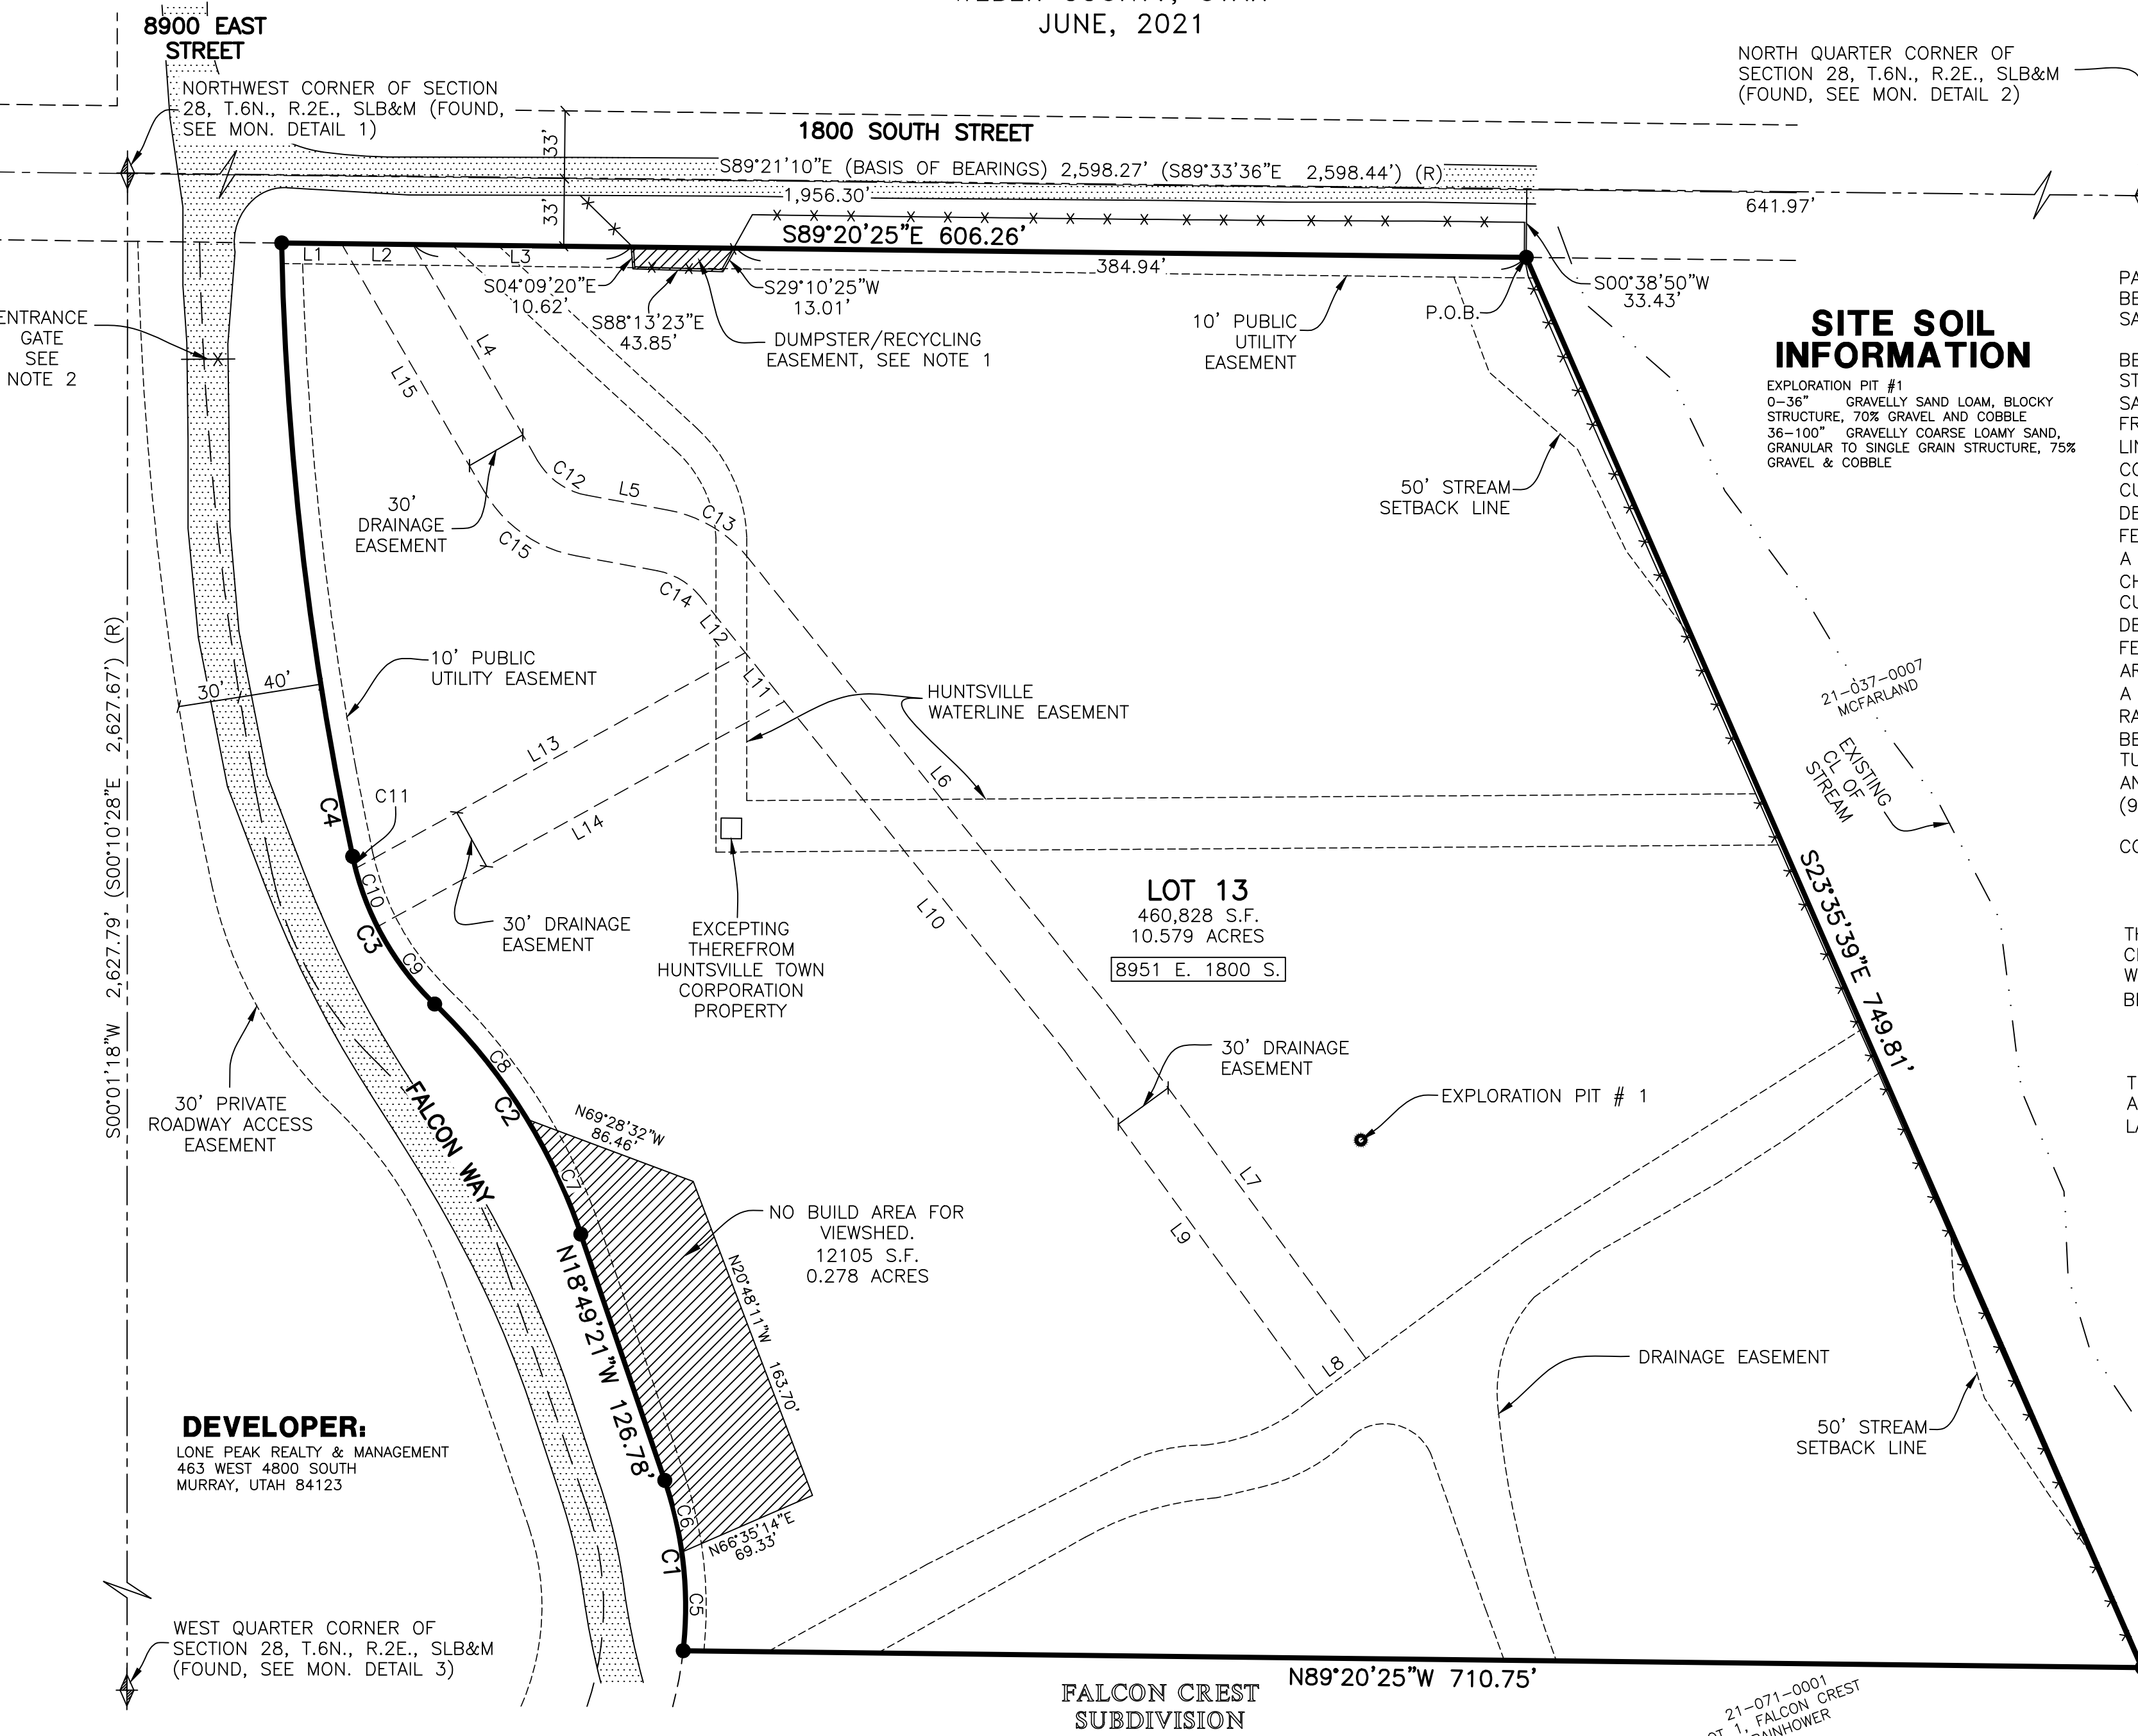 JUNE, 2021
8900 EAST
STREET
NORTHWEST CORNER OF SECTION
28, T.6N., R.2E., SLB&M (FOUND,
SEE MON. DETAIL 1)
NORTH QUARTER CORNER OF
SECTION 28, T.6N., R.2E., SLB&M
(FOUND, SEE MON. DETAIL 2)
33'
1800 SOUTH STREET
S89°21'10"E (BASIS OF BEARINGS) 2,598.27' (S89°33'36"E 2,598.44') (R)
33'
1,956.30'
641.97'
S89°20'25"E 606.26'
L1
L2
L3
384.94'
S04°09'20"E
10.62'
S88°13'23"E
43.85'
S29°10'25"W
13.01'
DUMPSTER/RECYCLING
EASEMENT, SEE NOTE 1
10' PUBLIC
UTILITY
EASEMENT
P.O.B.
S00°38'50"W
33.43'
ENTRANCE
GATE
SEE
NOTE 2
SITE SOIL
INFORMATION
EXPLORATION PIT #1
0-36" GRAVELLY SAND LOAM, BLOCKY
STRUCTURE, 70% GRAVEL AND COBBLE
36-100" GRAVELLY COARSE LOAMY SAND,
GRANULAR TO SINGLE GRAIN STRUCTURE, 75%
GRAVEL & COBBLE
L15
L4
C12
L5
C13
30'
DRAINAGE
EASEMENT
C15
C14
L12
L11
50' STREAM
SETBACK LINE
10' PUBLIC
UTILITY EASEMENT
30'
40'
HUNTSVILLE
WATERLINE EASEMENT
21-037-0007
MCFARLAND
EXISTING
CL OF
STREAM
S00°01'18"W 2,627.79' (S00°10'28"E 2,627.67') (R)
L13
L14
L6
C4
C11
C10
C3
C9
30' DRAINAGE
EASEMENT
EXCEPTING
THEREFROM
HUNTSVILLE TOWN
CORPORATION
PROPERTY
L10
LOT 13
460,828 S.F.
10.579 ACRES
8951 E. 1800 S.
S23°35'39"E 749.81'
30' PRIVATE
ROADWAY ACCESS
EASEMENT
FALCON WAY
C8
C2
N69°28'32"W
86.46'
C7
30' DRAINAGE
EASEMENT
EXPLORATION PIT # 1
L7
L9
L8
NO BUILD AREA FOR
VIEWSHED.
12105 S.F.
0.278 ACRES
N18°49'21"W 126.78'
N20°48'11"W 163.70'
DRAINAGE EASEMENT
50' STREAM
SETBACK LINE
DEVELOPER:
LONE PEAK REALTY & MANAGEMENT
463 WEST 4800 SOUTH
MURRAY, UTAH 84123
C6
N66°35'14"E
69.33'
C1
C5
WEST QUARTER CORNER OF
SECTION 28, T.6N., R.2E., SLB&M
(FOUND, SEE MON. DETAIL 3)
N89°20'25"W 710.75'
FALCON CREST
SUBDIVISION
21-071-0001
1, FALCON CREST